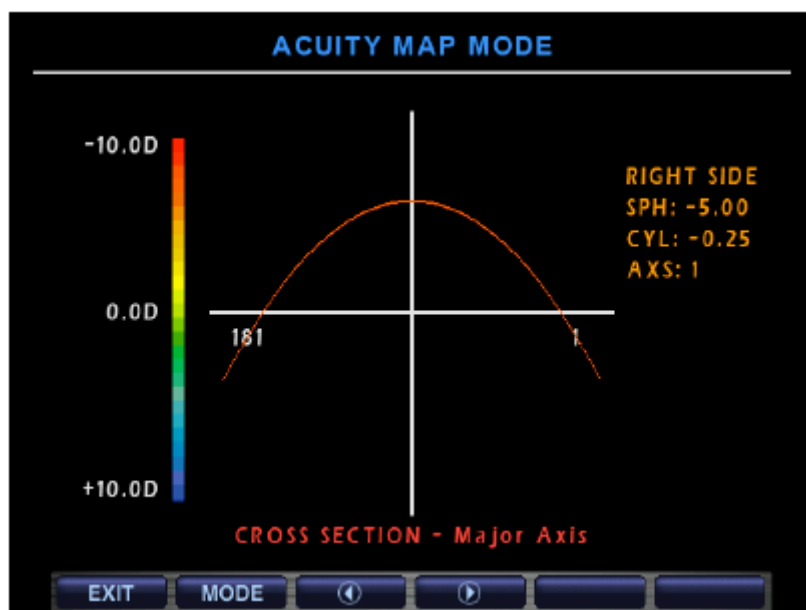 ACUITY MAP MODE
-10.0D
0.0D
+10.0D
181
1
RIGHT SIDE
SPH: -5.00
CYL: -0.25
AXS: 1
CROSS SECTION - Major Axis
EXIT
MODE